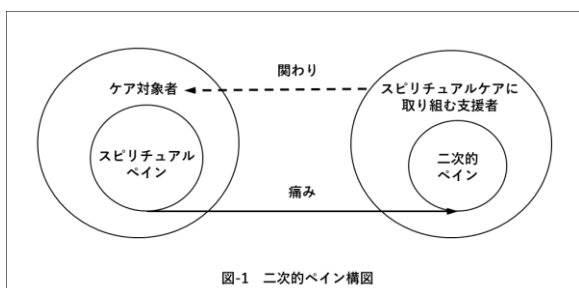 関わり
ケア対象者
スピリチュアルケアに
取り組む支援者
スピリチュアル
ペイン
二次的
ペイン
痛み
図-1 二次的ペイン構図